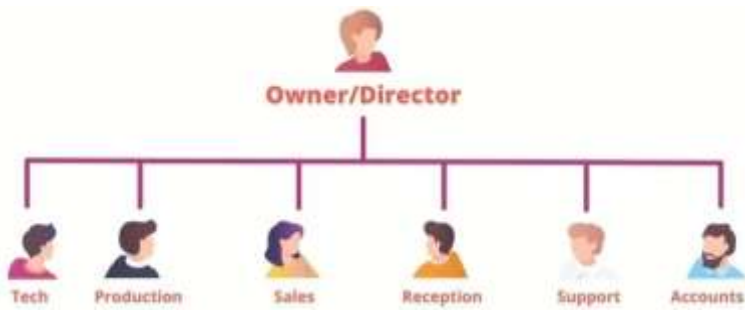 Owner/Director
Tech Production Sales Reception Support Accounts